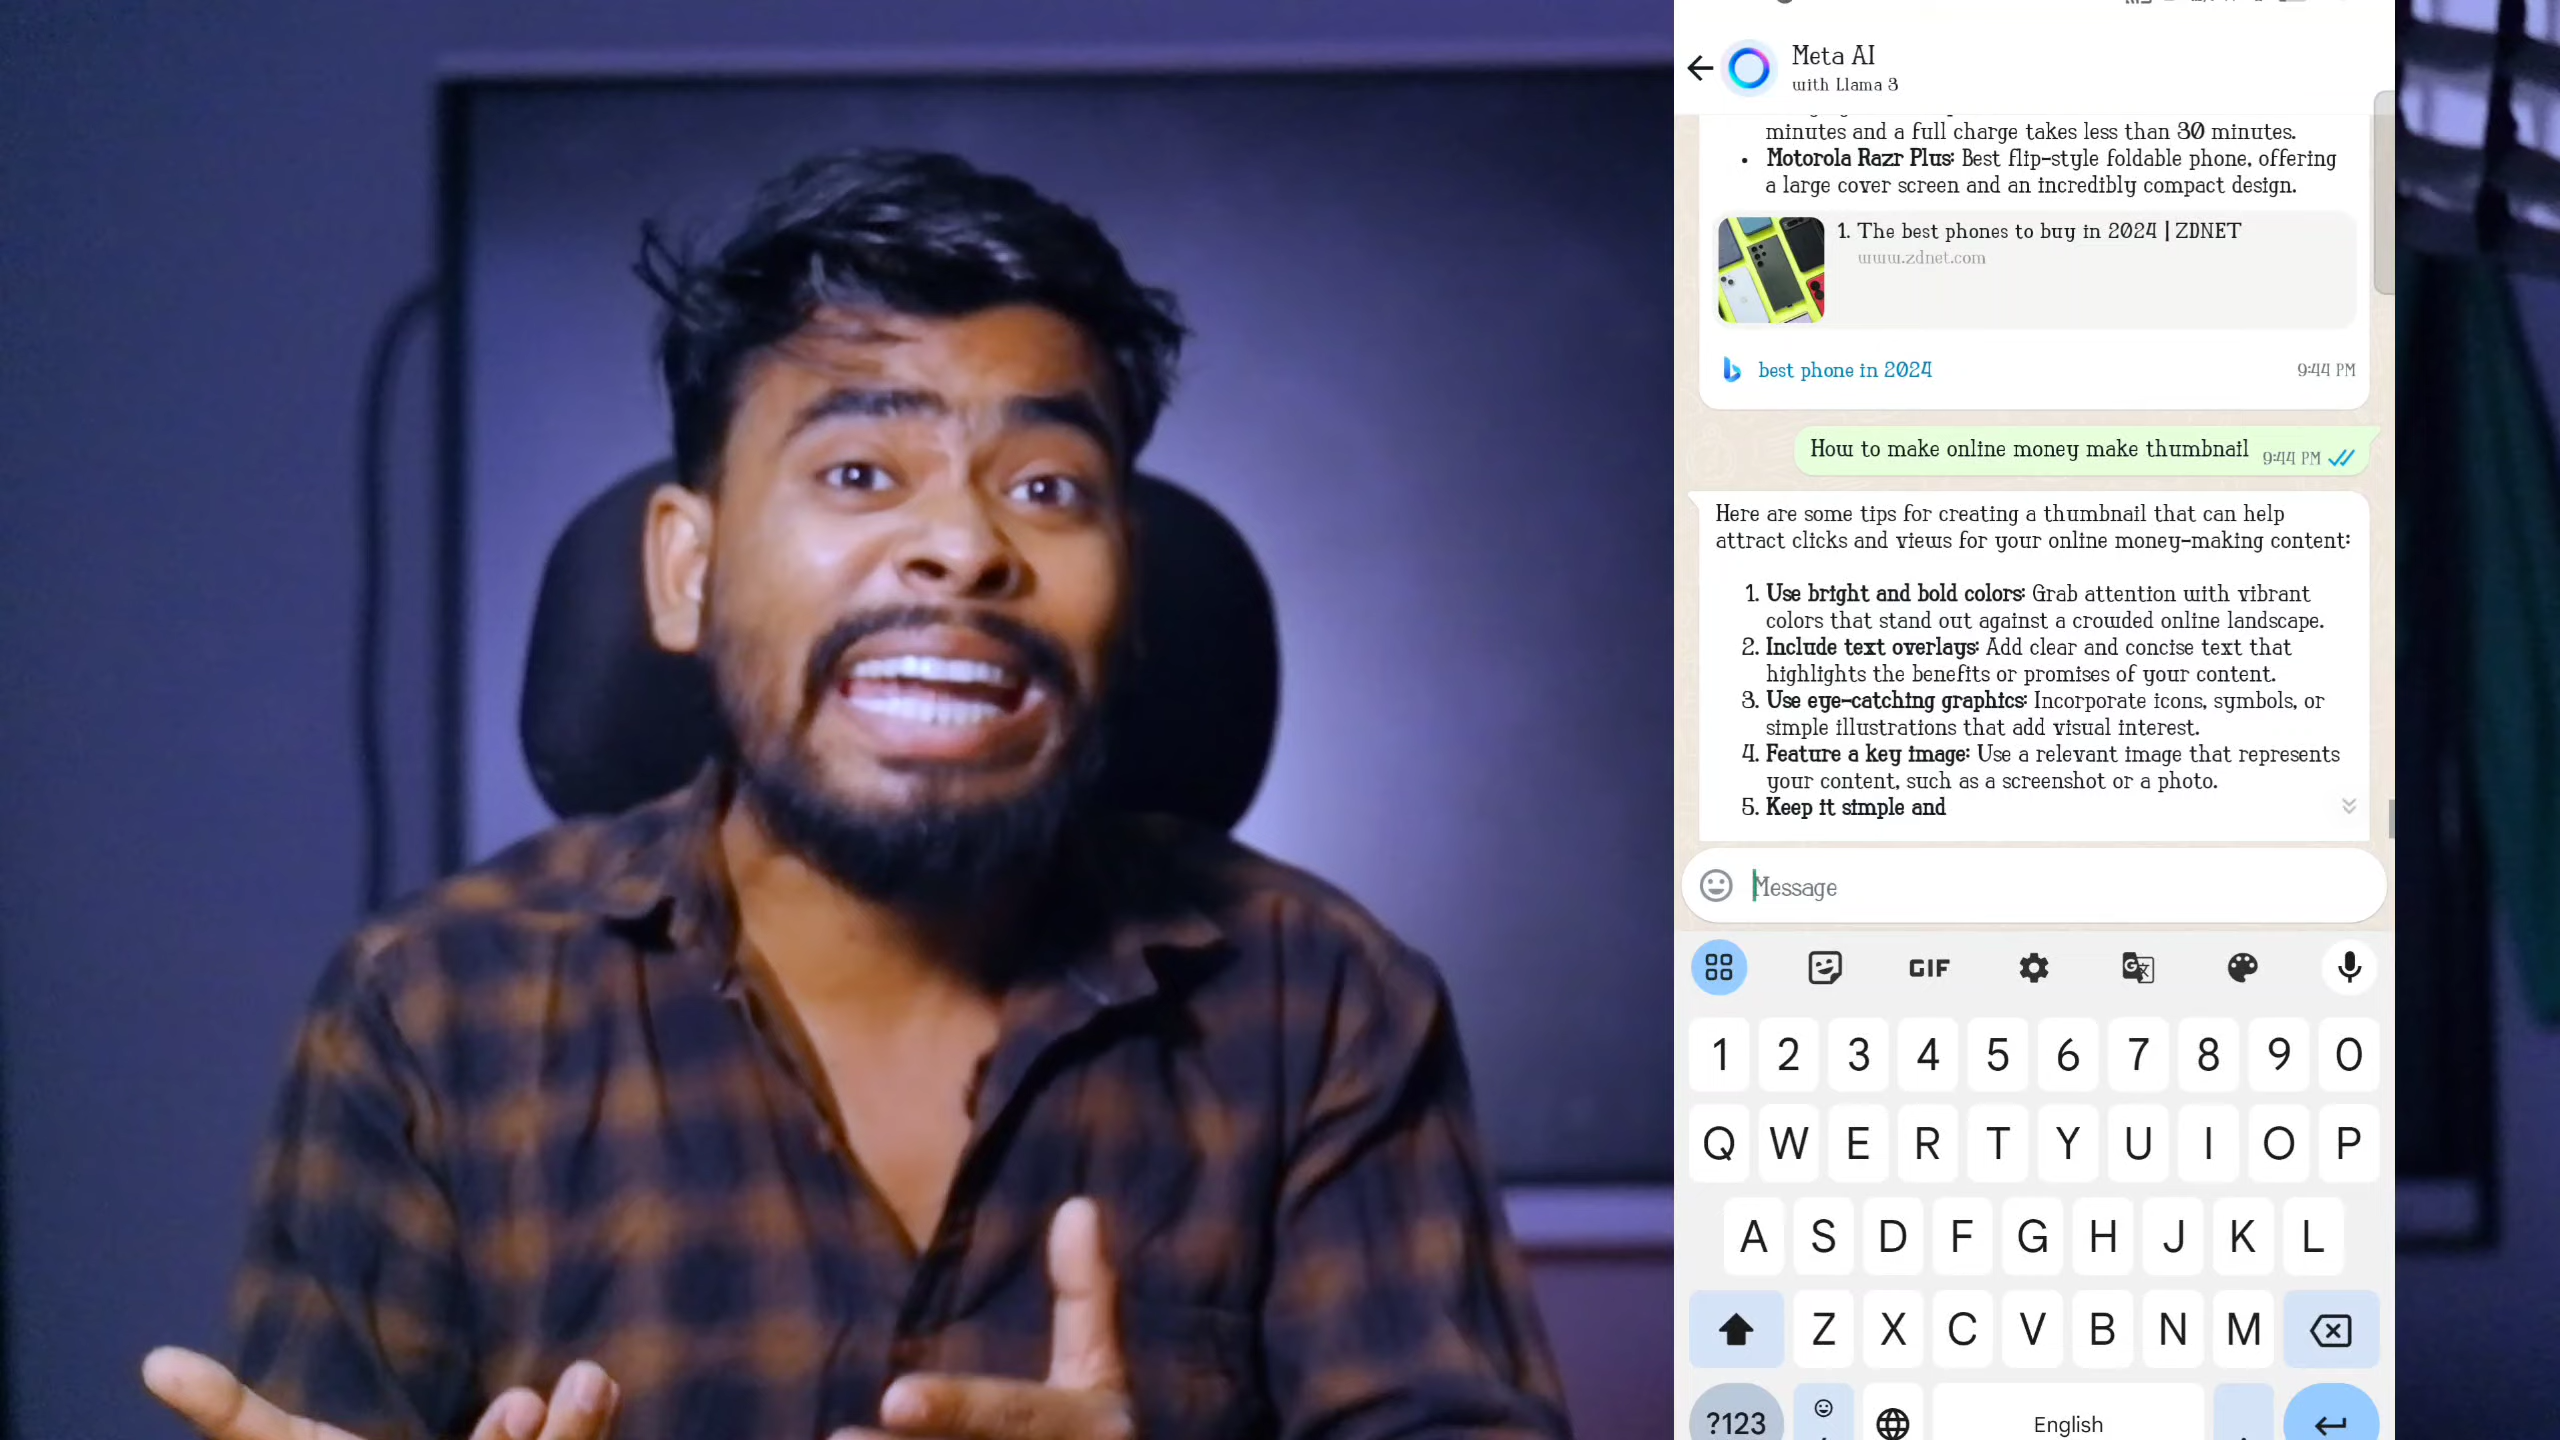 Meta AI
with Llama 3
minutes and a full charge takes less than 30 minutes.
• Motorola Razr Plus: Best flip-style foldable phone, offering
a large cover screen and an incredibly compact design.
1. The best phones to buy in 2024 | ZDNET
www.zdnet.com
best phone in 2024
9:44 PM
How to make online money make thumbnail 9:44 PM
Here are some tips for creating a thumbnail that can help
attract clicks and views for your online money-making content:
1. Use bright and bold colors: Grab attention with vibrant
colors that stand out against a crowded online landscape.
2. Include text overlays: Add clear and concise text that
highlights the benefits or promises of your content.
3. Use eye-catching graphics: Incorporate icons, symbols, or
simple illustrations that add visual interest.
4. Feature a key image: Use a relevant image that represents
your content, such as a screenshot or a photo.
5. Keep it simple and
Message
GIF
1 2 3 4 5 6 7 8 9 0
Q W E R T Y U I O P
A S D F G H J K L
Z X C V B N M
?123 , English .